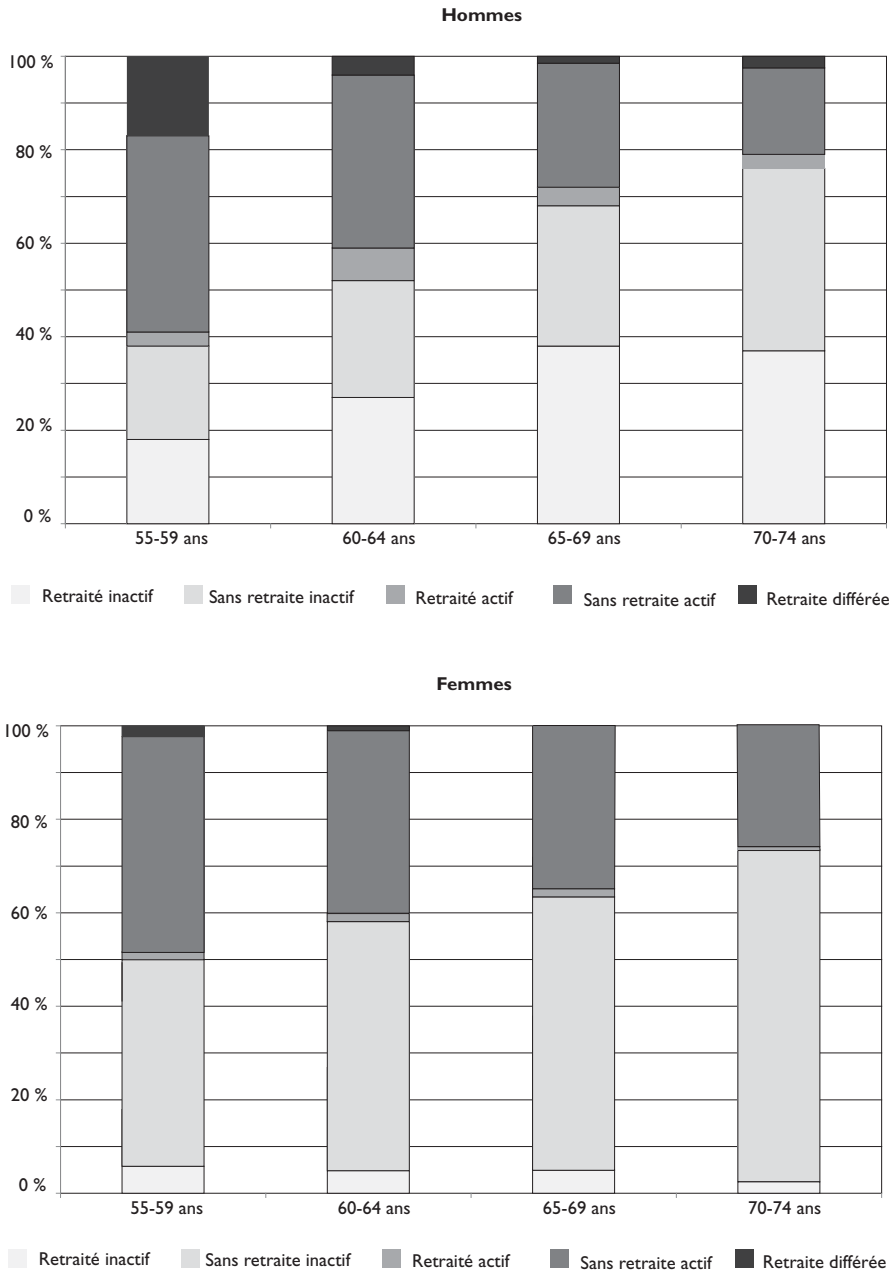 Hommes
100 %
80 %
60 %
40 %
20 %
0 %
55-59 ans 60-64 ans 65-69 ans 70-74 ans
Retraité inactif Sans retraite inactif Retraité actif Sans retraite actif Retraite différée
Femmes
100 %
80 %
60 %
40 %
20 %
0 %
55-59 ans 60-64 ans 65-69 ans 70-74 ans
Retraité inactif Sans retraite inactif Retraité actif Sans retraite actif Retraite différée